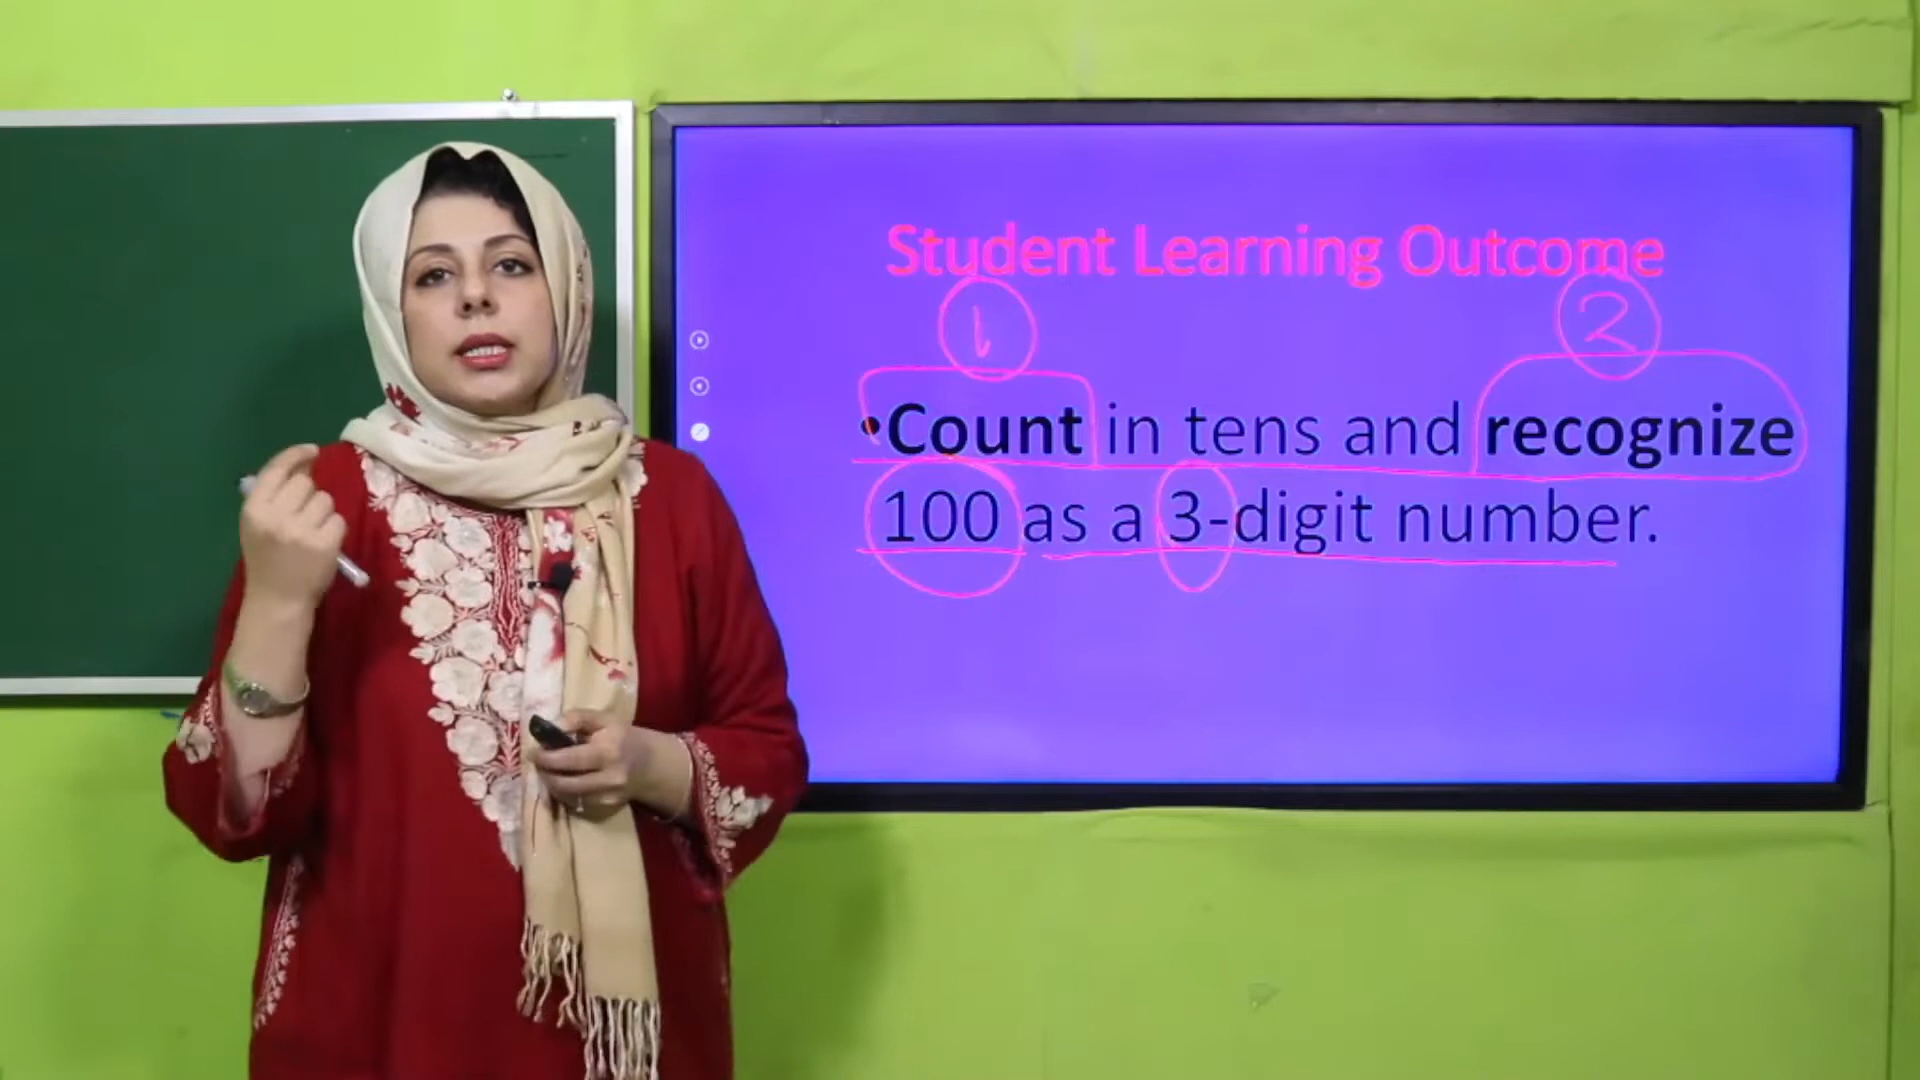 Student Learning Outcome
1 2
•Count in tens and recognize
100 as a 3-digit number.